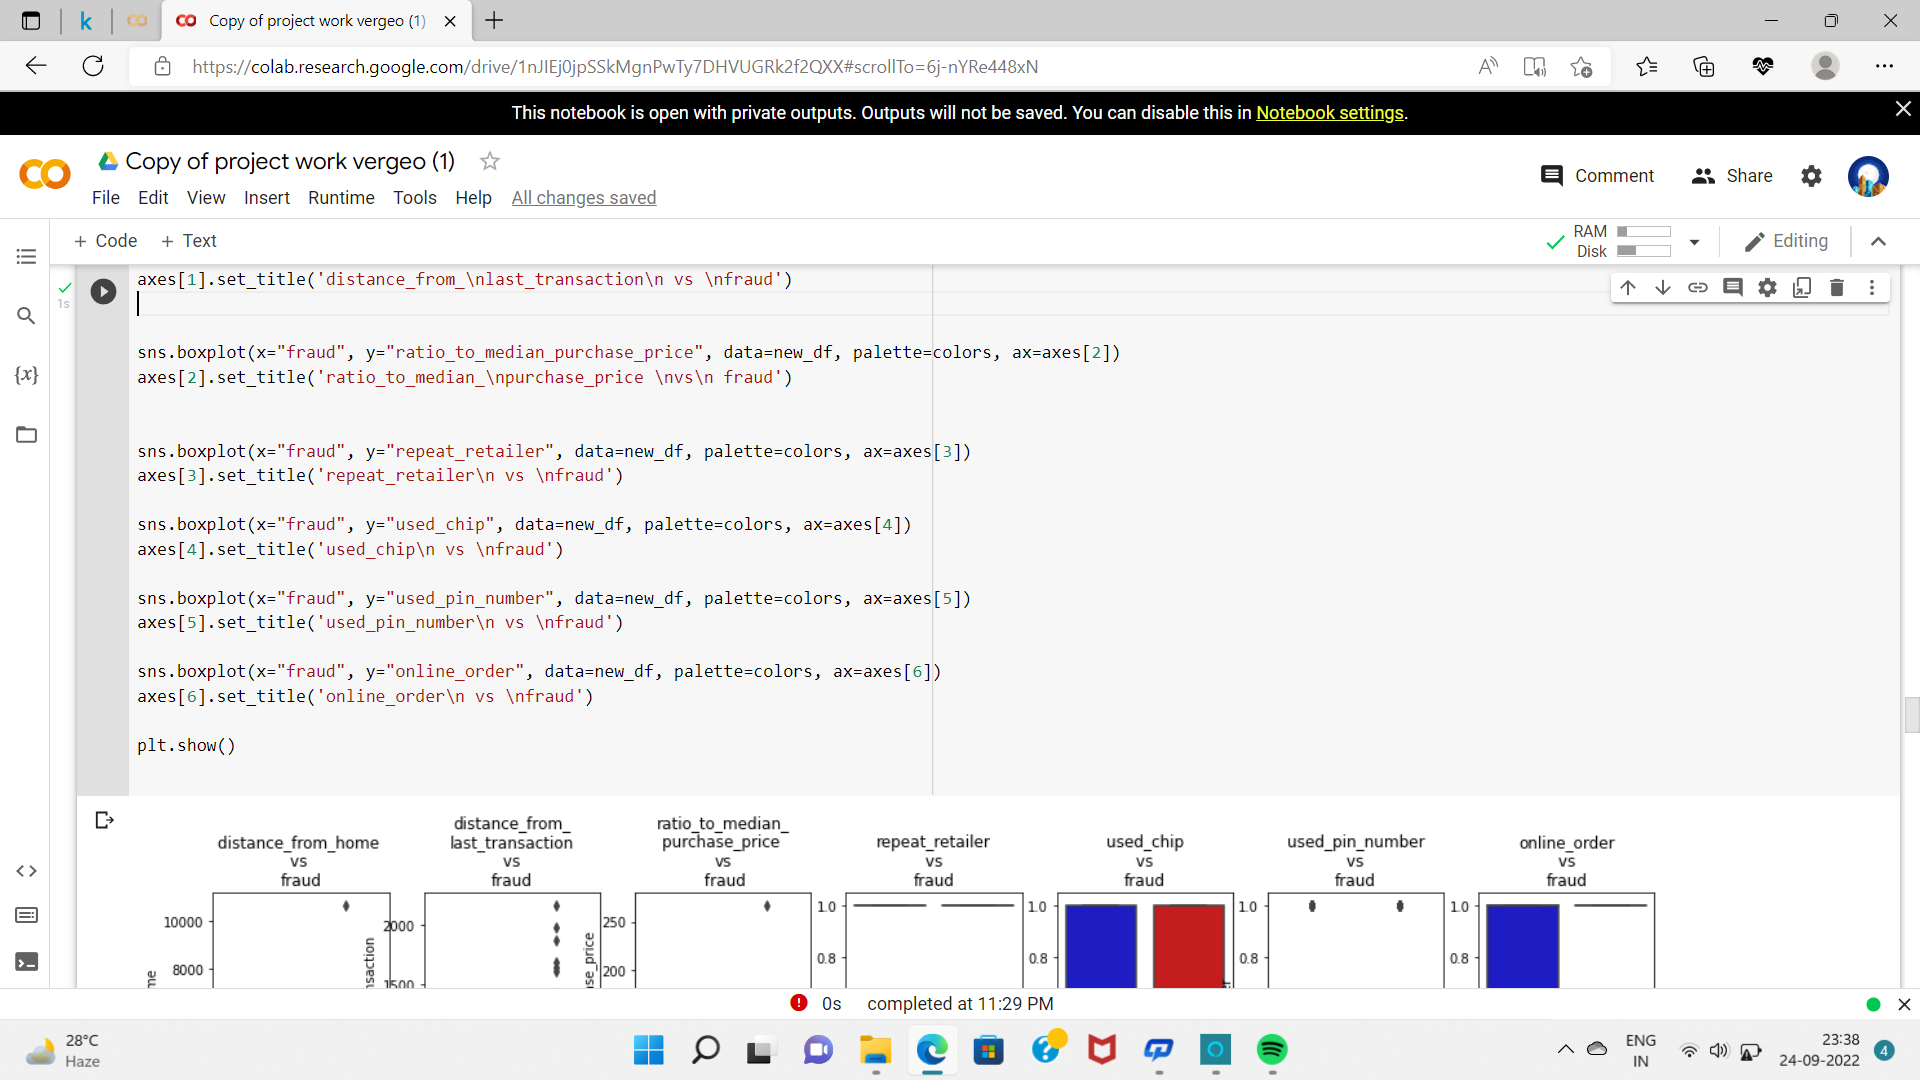 Copy of project work vergeo (1)
https://colab.research.google.com/drive/1nJIEj0jpSSkMgnPwTy7DHVUGRk2f2QXX#scrollTo=6j-nYRe448xN
This notebook is open with private outputs. Outputs will not be saved. You can disable this in Notebook settings.
Copy of project work vergeo (1)
Comment Share
File Edit View Insert Runtime Tools Help All changes saved
+ Code + Text
RAM
Disk
Editing
1s
axes[1].set_title('distance_from_\nlast_transaction\n vs \nfraud')
sns.boxplot(x="fraud", y="ratio_to_median_purchase_price", data=new_df, palette=colors, ax=axes[2])
axes[2].set_title('ratio_to_median_\npurchase_price \nvs\n fraud')
sns.boxplot(x="fraud", y="repeat_retailer", data=new_df, palette=colors, ax=axes[3])
axes[3].set_title('repeat_retailer\n vs \nfraud')
sns.boxplot(x="fraud", y="used_chip", data=new_df, palette=colors, ax=axes[4])
axes[4].set_title('used_chip\n vs \nfraud')
sns.boxplot(x="fraud", y="used_pin_number", data=new_df, palette=colors, ax=axes[5])
axes[5].set_title('used_pin_number\n vs \nfraud')
sns.boxplot(x="fraud", y="online_order", data=new_df, palette=colors, ax=axes[6])
axes[6].set_title('online_order\n vs \nfraud')
plt.show()
distance_from_home
vs
fraud
10000
8000
distance_from_
last_transaction
vs
fraud
2000
1500
ratio_to_median_
purchase_price
vs
fraud
250
200
repeat_retailer
vs
fraud
1.0
0.8
used_chip
vs
fraud
1.0
0.8
used_pin_number
vs
fraud
1.0
0.8
online_order
vs
fraud
1.0
0.8
0s completed at 11:29 PM
28°C
Haze
ENG
IN
23:38
24-09-2022
4